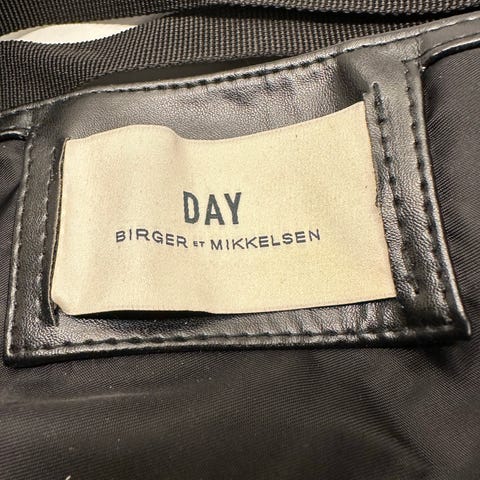 DAY
BIRGER ET MIKKELSEN